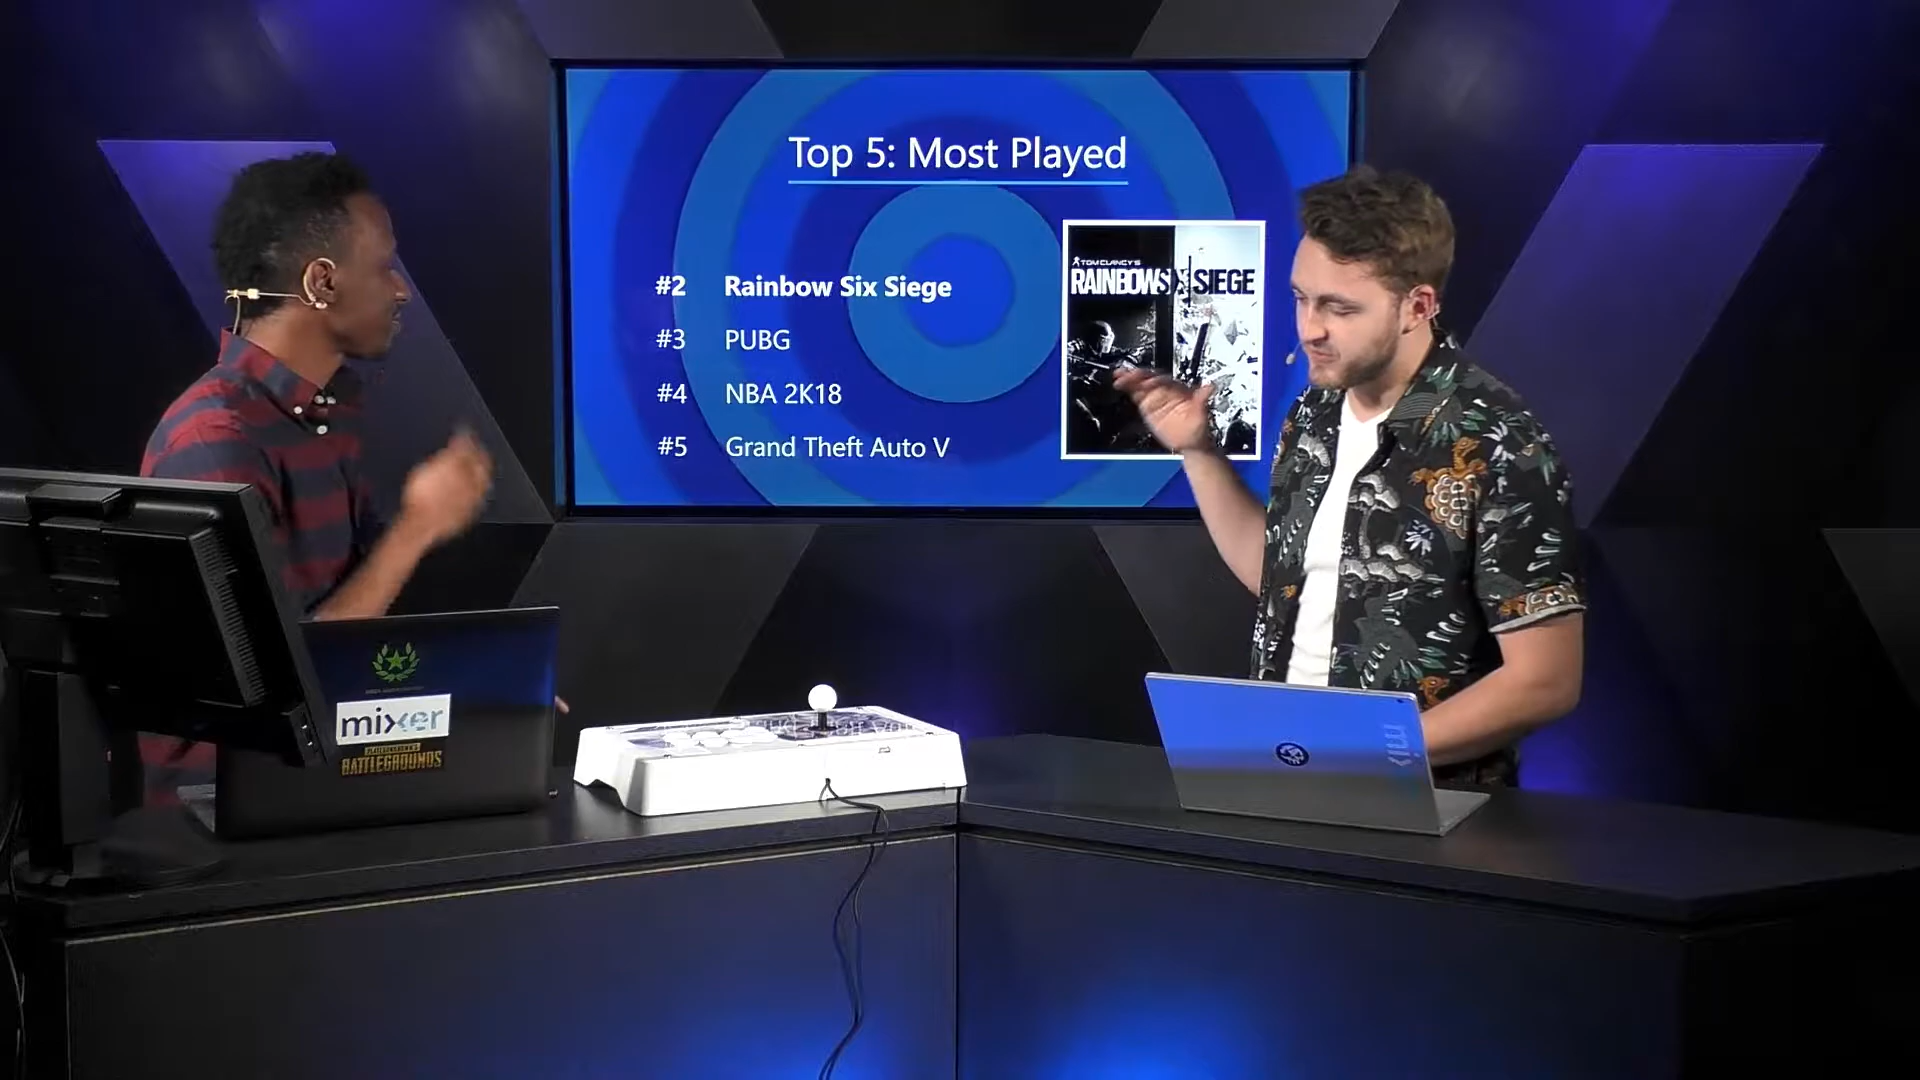 Top 5: Most Played
#2 Rainbow Six Siege
#3 PUBG
#4 NBA 2K18
#5 Grand Theft Auto V
TOM CLANCY'S
RAINBOW SIX SIEGE
mixer
PLAYERUNKNOWN'S
BATTLEGROUNDS